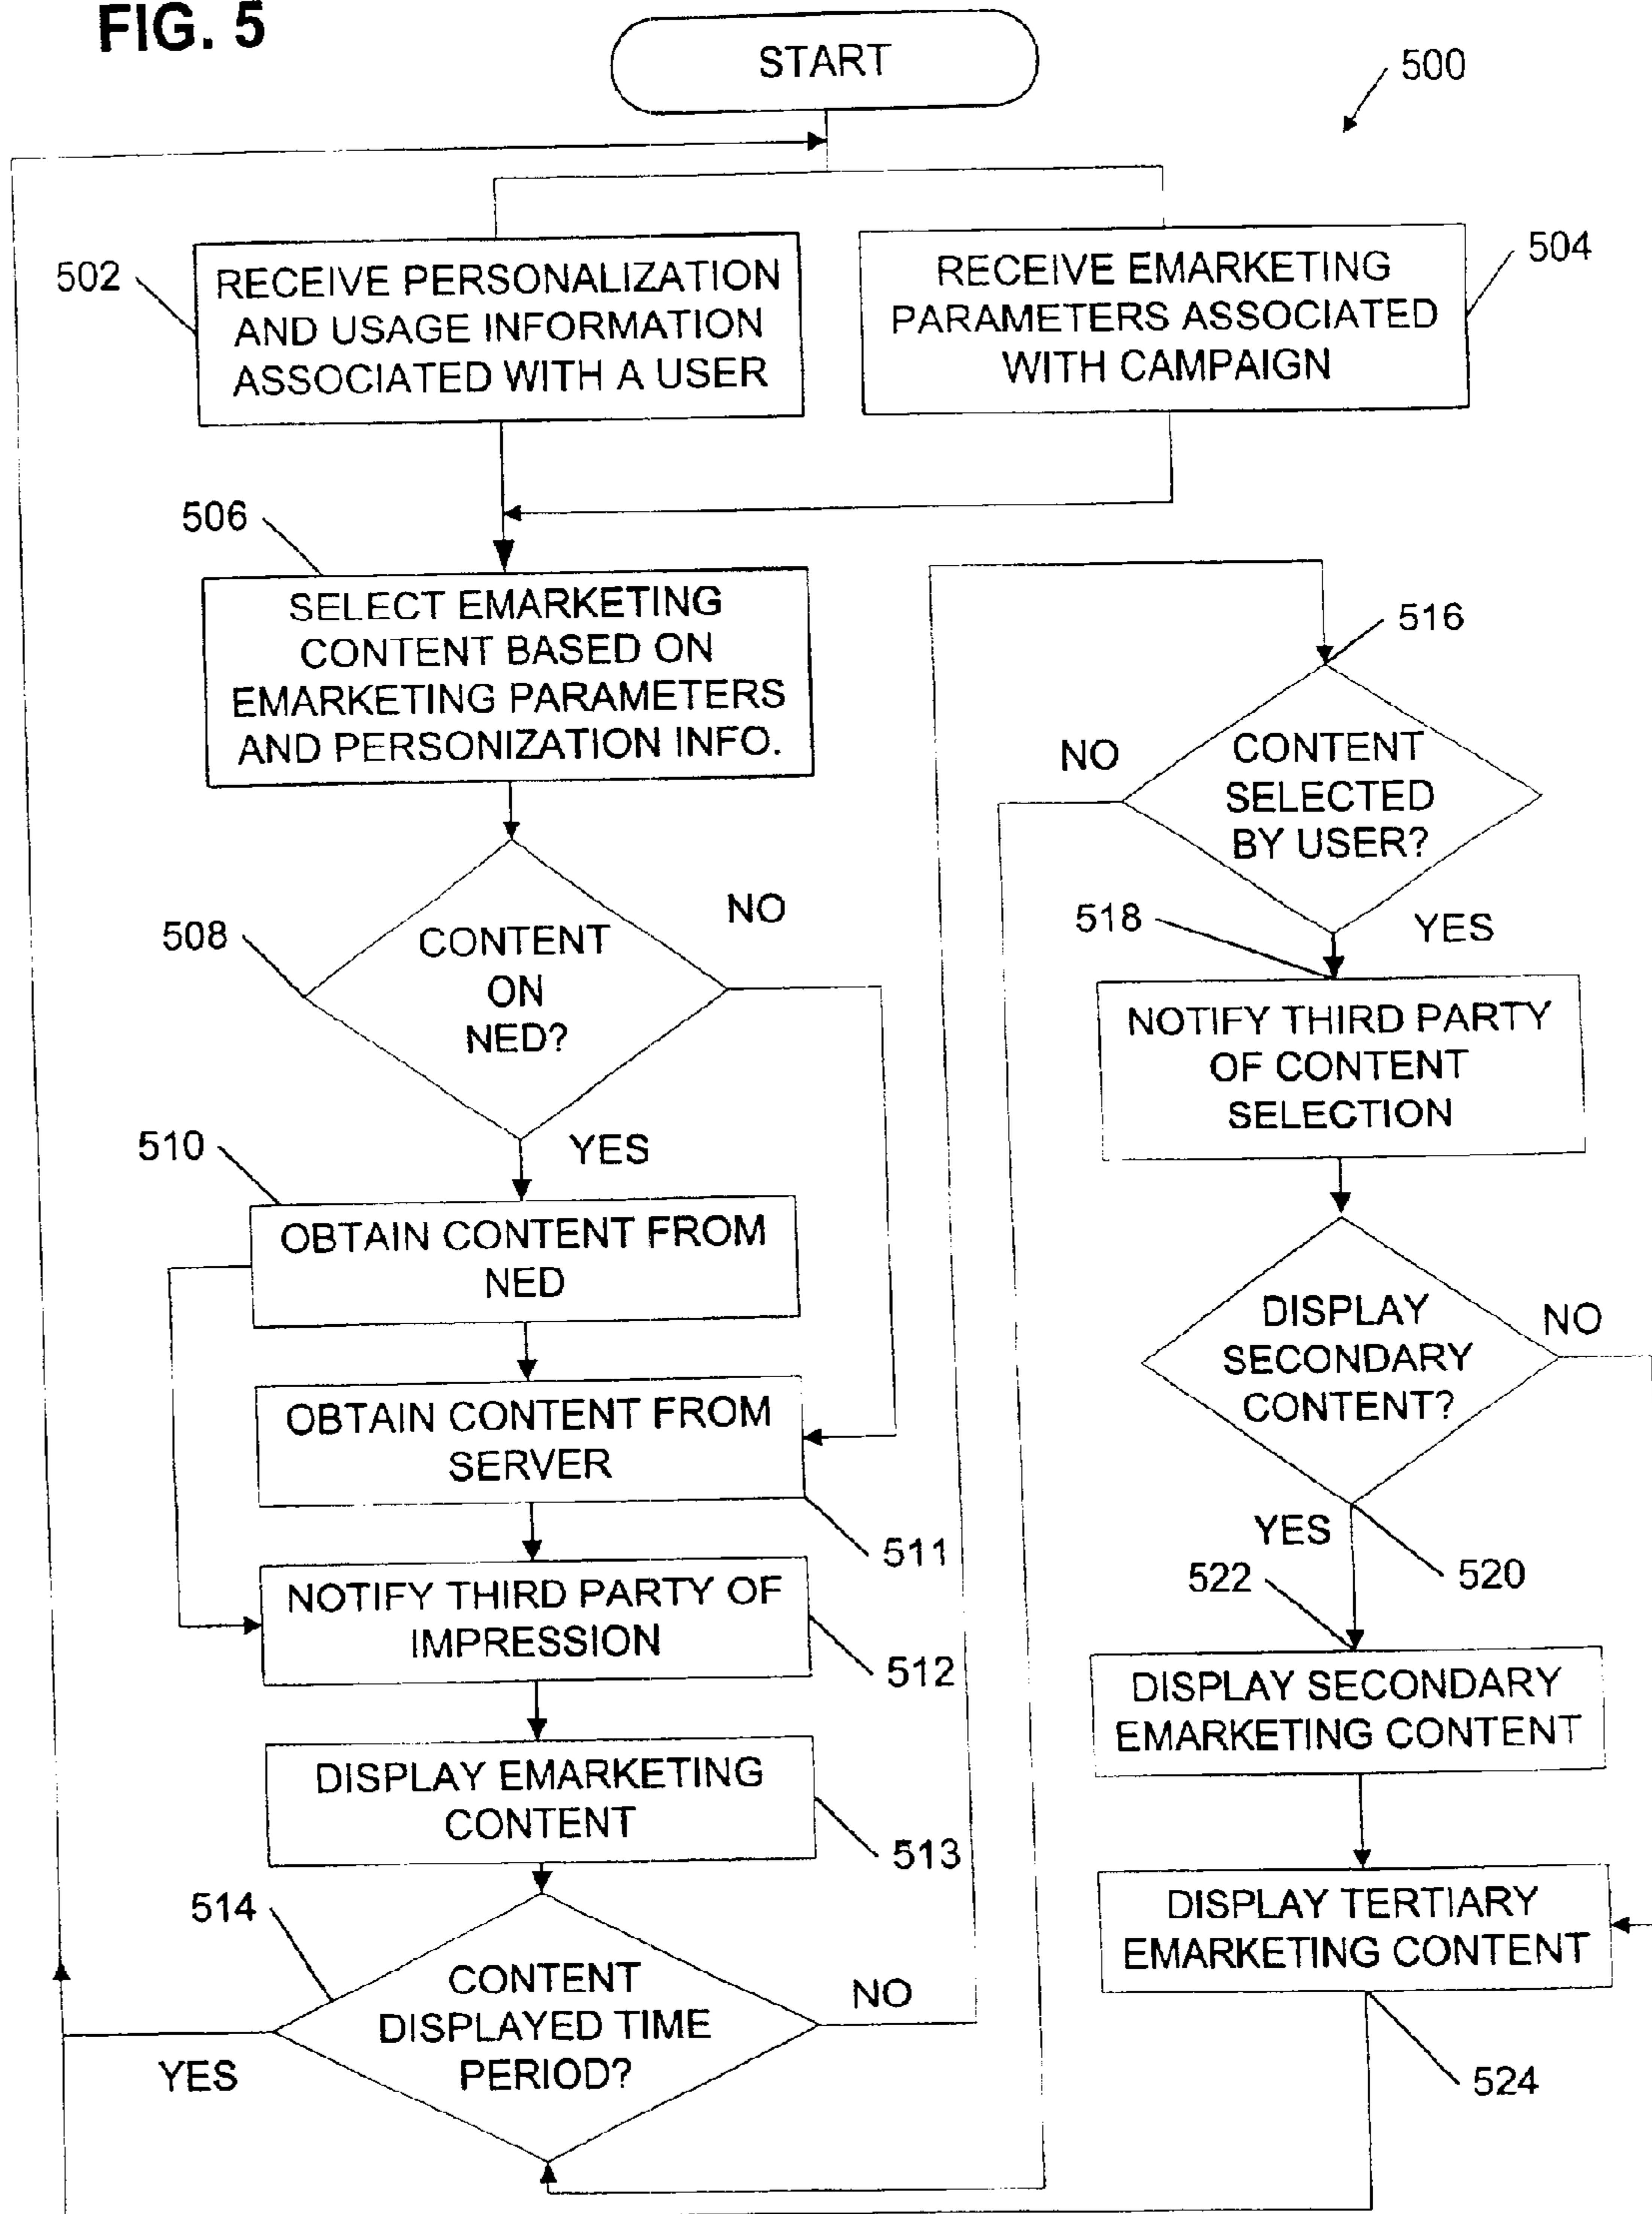 FIG. 5
START
500
502
RECEIVE PERSONALIZATION
AND USAGE INFORMATION
ASSOCIATED WITH A USER
RECEIVE EMARKETING
PARAMETERS ASSOCIATED
WITH CAMPAIGN
504
506
SELECT EMARKETING
CONTENT BASED ON
EMARKETING PARAMETERS
AND PERSONIZATION INFO.
508
CONTENT
ON
NED?
NO
YES
510
OBTAIN CONTENT FROM
NED
OBTAIN CONTENT FROM
SERVER
511
NOTIFY THIRD PARTY OF
IMPRESSION
512
DISPLAY EMARKETING
CONTENT
513
514
CONTENT
DISPLAYED TIME
PERIOD?
NO
YES
516
NO
CONTENT
SELECTED
BY USER?
518
YES
NOTIFY THIRD PARTY
OF CONTENT
SELECTION
DISPLAY
SECONDARY
CONTENT?
NO
YES
520
522
DISPLAY SECONDARY
EMARKETING CONTENT
DISPLAY TERTIARY
EMARKETING CONTENT
524